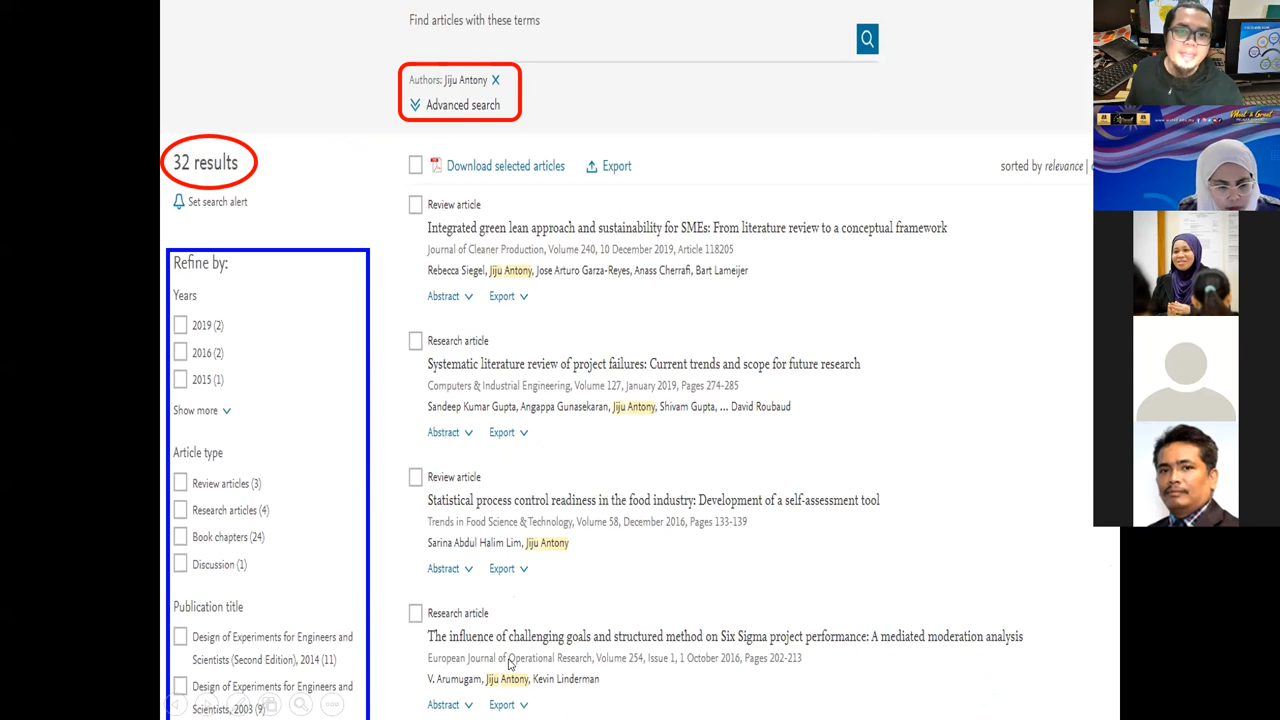 Find articles with these terms
Authors: Jiju Antony X
Advanced search
32 results
Set search alert
Download selected articles
Export
sorted by relevance |
Refine by:
Years
2019 (2)
2016 (2)
2015 (1)
Show more
Article type
Review articles (3)
Research articles (4)
Book chapters (24)
Discussion (1)
Publication title
Design of Experiments for Engineers and
Scientists (Second Edition), 2014 (11)
Design of Experiments for Engineers and
Scientists, 2003 (9)
Review article
Integrated green lean approach and sustainability for SMEs: From literature review to a conceptual framework
Journal of Cleaner Production, Volume 240, 10 December 2019, Article 118205
Rebecca Siegel, Jiju Antony, Jose Arturo Garza-Reyes, Anass Cherrafi, Bart Lameijer
Abstract Export
Research article
Systematic literature review of project failures: Current trends and scope for future research
Computers & Industrial Engineering, Volume 127, January 2019, Pages 274-285
Sandeep Kumar Gupta, Angappa Gunasekaran, Jiju Antony, Shivam Gupta, ... David Roubaud
Abstract Export
Review article
Statistical process control readiness in the food industry: Development of a self-assessment tool
Trends in Food Science & Technology, Volume 58, December 2016, Pages 133-139
Sarina Abdul Halim Lim, Jiju Antony
Abstract Export
Research article
The influence of challenging goals and structured method on Six Sigma project performance: A mediated moderation analysis
European Journal of Operational Research, Volume 254, Issue 1, 1 October 2016, Pages 202-213
V. Arumugam, Jiju Antony, Kevin Linderman
Abstract Export